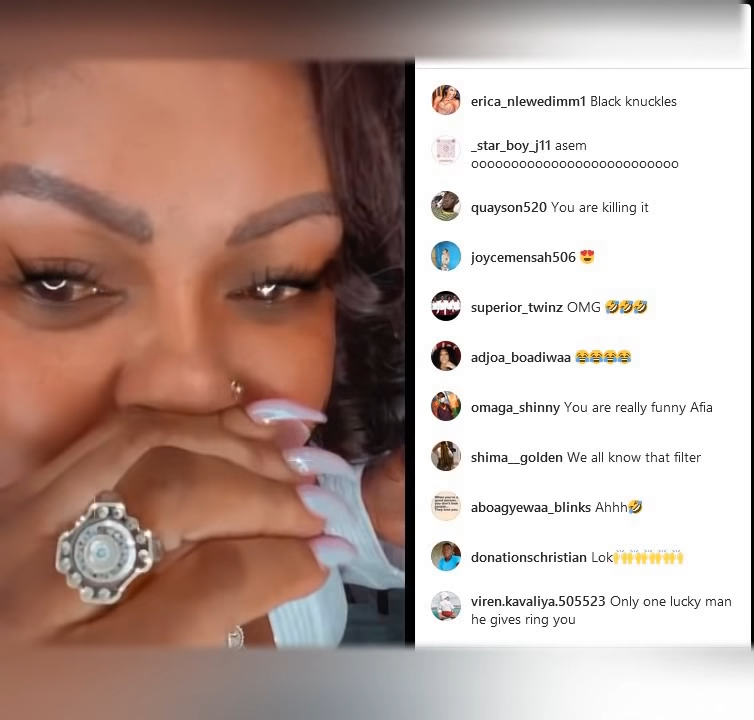 erica_nlewedimm1 Black knuckles
_star_boy_j11 asem
oooooooooooooooooooooooooo
quayson520 You are killing it
joycemensah506 😍
superior_twinz OMG 🤣🤣🤣
adjoa_boadiwaa 😂😂😂😂
omaga_shinny You are really funny Afia
shima__golden We all know that filter
aboagyewaa_blinks Ahhh🤣
donationschristian Lok🙌🙌🙌🙌🙌
viren.kavaliya.505523 Only one lucky man
he gives ring you